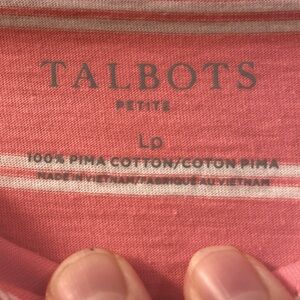 TALBOTS
PETITE
Lp
100% PIMA COTTON/COTON PIMA
MADE IN VIETNAM/FABRIQUÉ AU VIETNAM